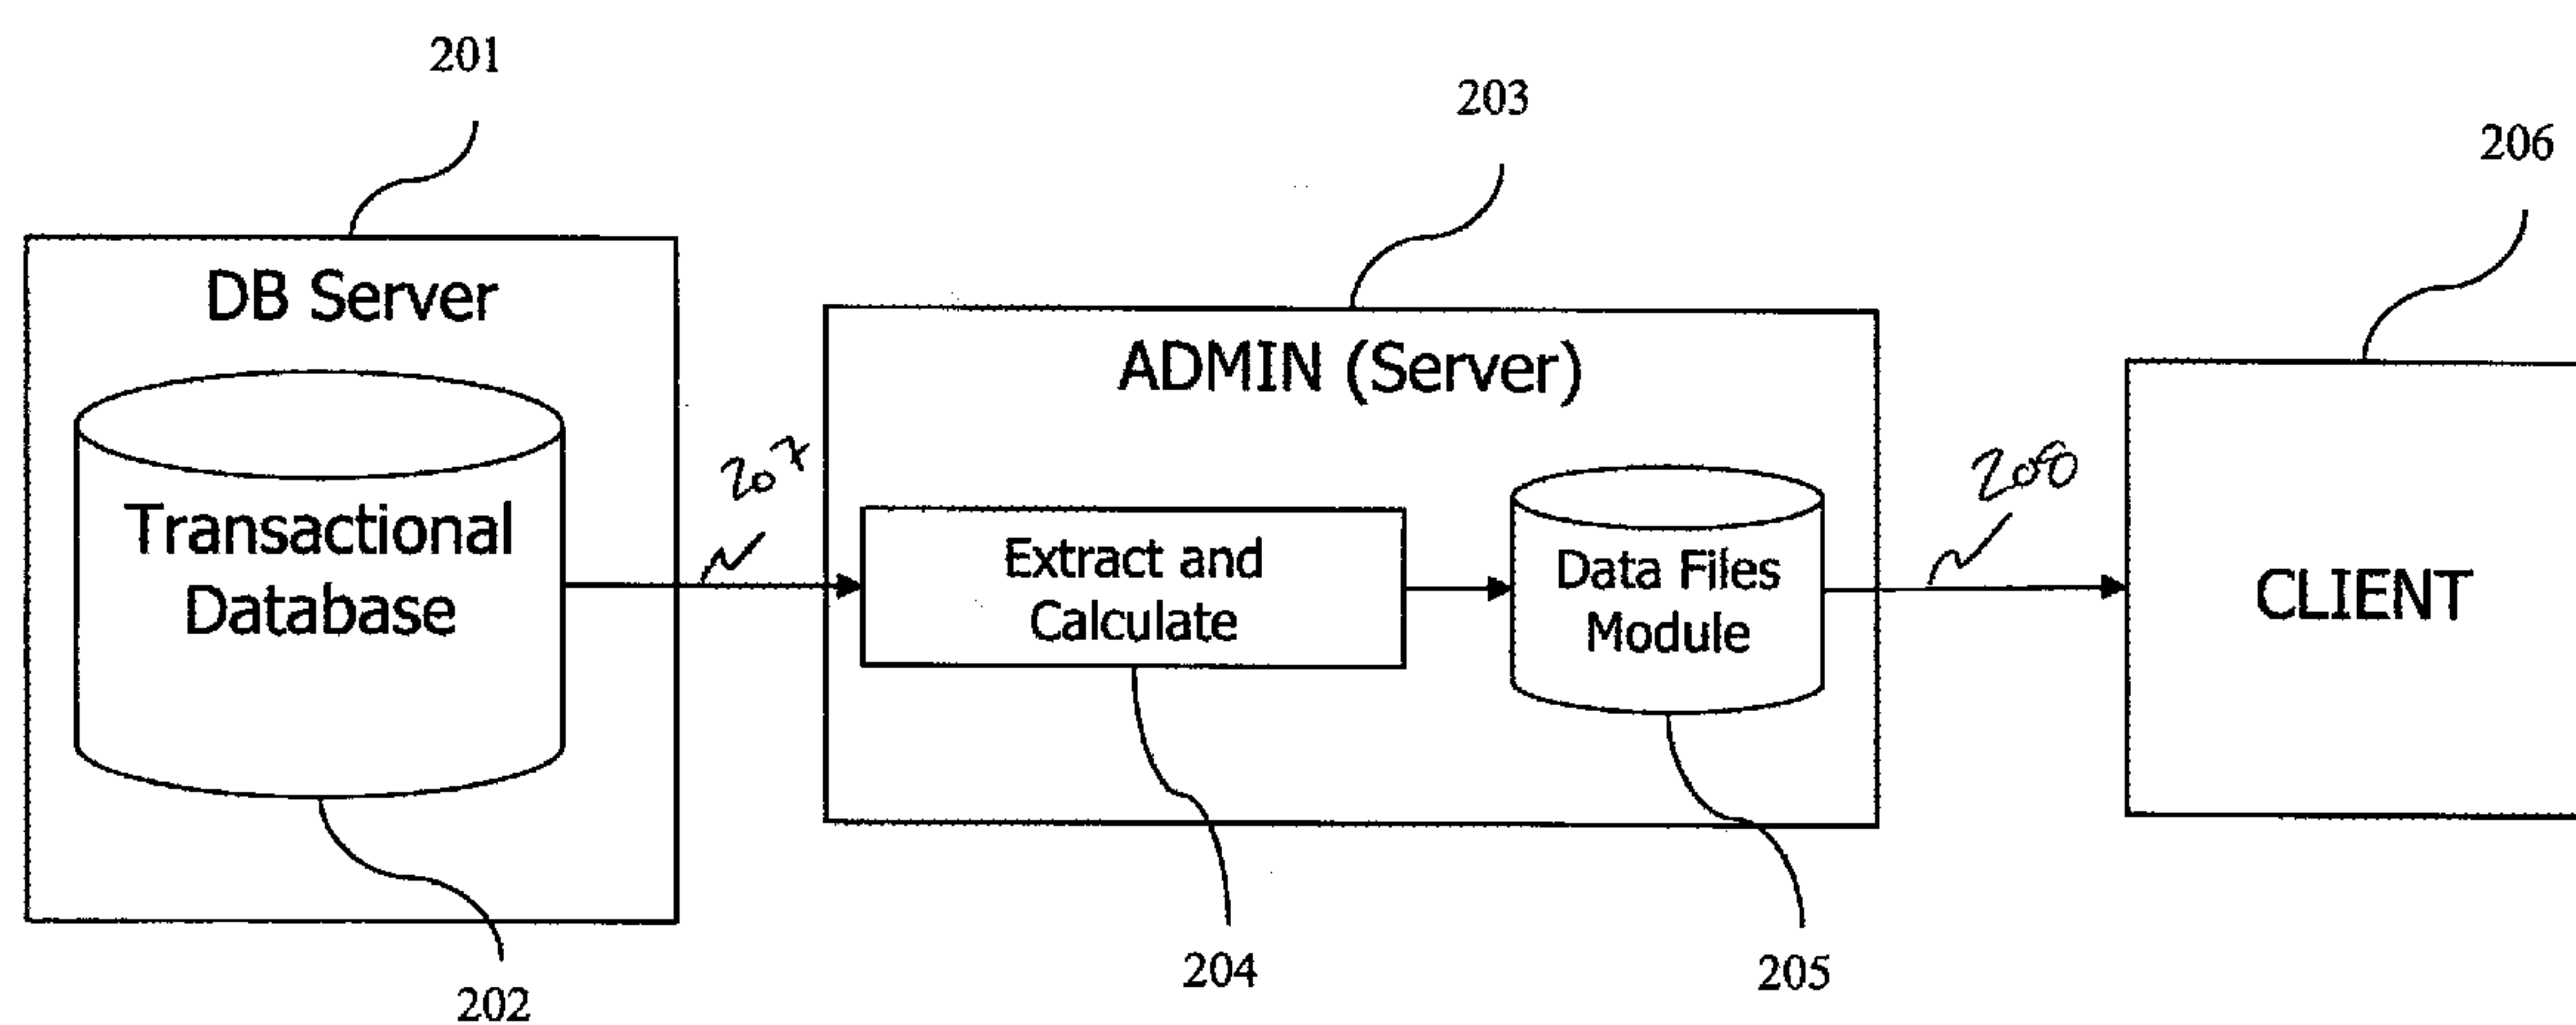 201
203
206
DB Server
ADMIN (Server)
Transactional
Database
207
Extract and
Calculate
Data Files
Module
208
CLIENT
202
204
205